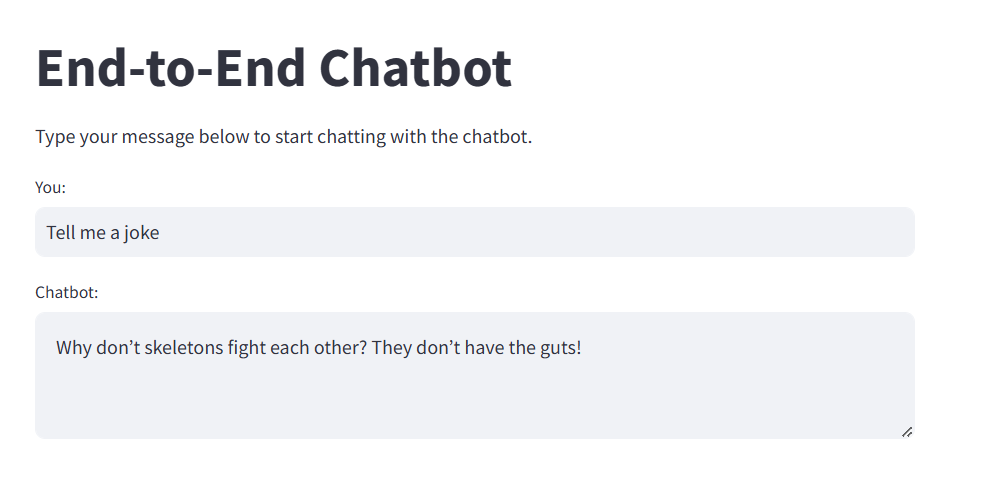 End-to-End Chatbot
Type your message below to start chatting with the chatbot.
You:
Tell me a joke
Chatbot:
Why don’t skeletons fight each other? They don’t have the guts!